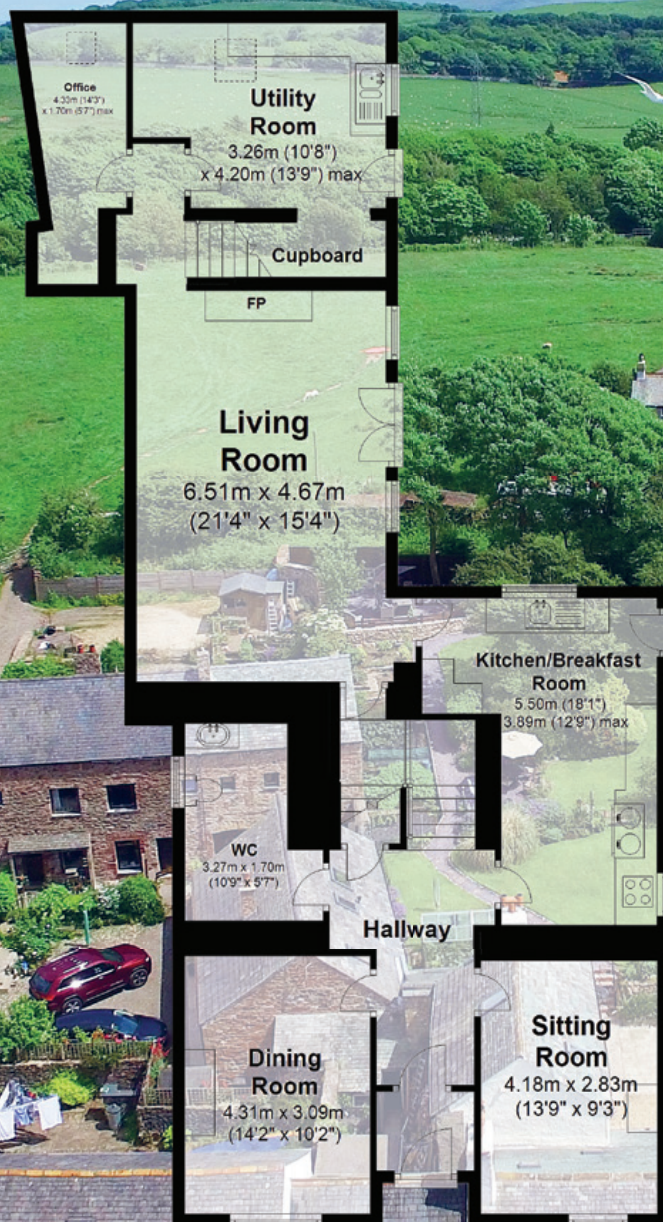 Office
4.33m (14'3")
x 1.70m (5'7") max
Utility
Room
3.26m (10'8")
x 4.20m (13'9") max
Cupboard
FP
Living
Room
6.51m x 4.67m
(21'4" x 15'4")
Kitchen/Breakfast
Room
5.50m (18'1")
3.89m (12'9") max
WC
3.27m x 1.70m
(10'9" x 5'7")
Hallway
Dining
Room
4.31m x 3.09m
(14'2" x 10'2")
Sitting
Room
4.18m x 2.83m
(13'9" x 9'3")